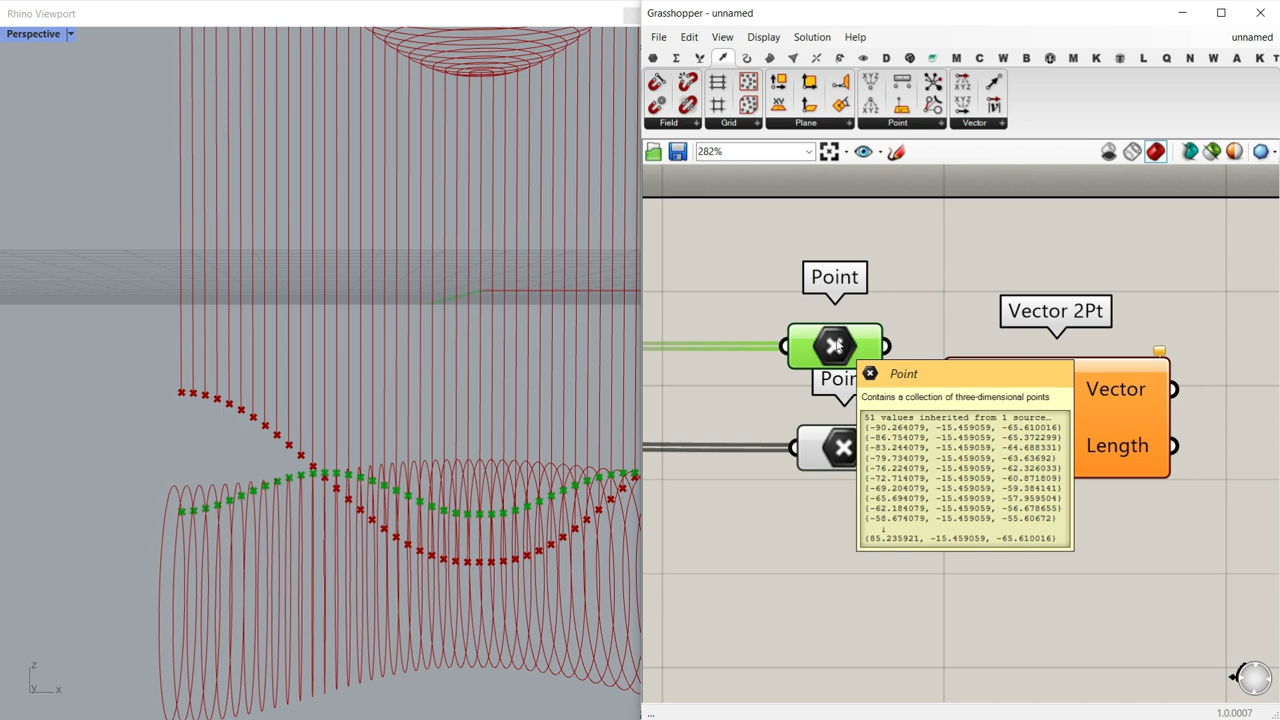 Rhino Viewport
Perspective
Grasshopper - unnamed
File Edit View Display Solution Help
unnamed
D M C W B M K L Q N W A K T
Field Grid Plane Point Vector
282%
Point
Vector 2Pt
Poin
Point
Contains a collection of three-dimensional points
51 values inherited from 1 source…
{-90.264079, -15.459059, -65.610016}
{-86.754079, -15.459059, -65.372299}
{-83.244079, -15.459059, -64.688331}
{-79.734079, -15.459059, -63.63692}
{-76.224079, -15.459059, -62.326033}
{-72.714079, -15.459059, -60.871809}
{-69.204079, -15.459059, -59.384141}
{-65.694079, -15.459059, -57.959504}
{-62.184079, -15.459059, -56.678655}
{-58.674079, -15.459059, -55.60672}
{85.235921, -15.459059, -65.610016}
Vector
Length
z
y x
...
1.0.0007